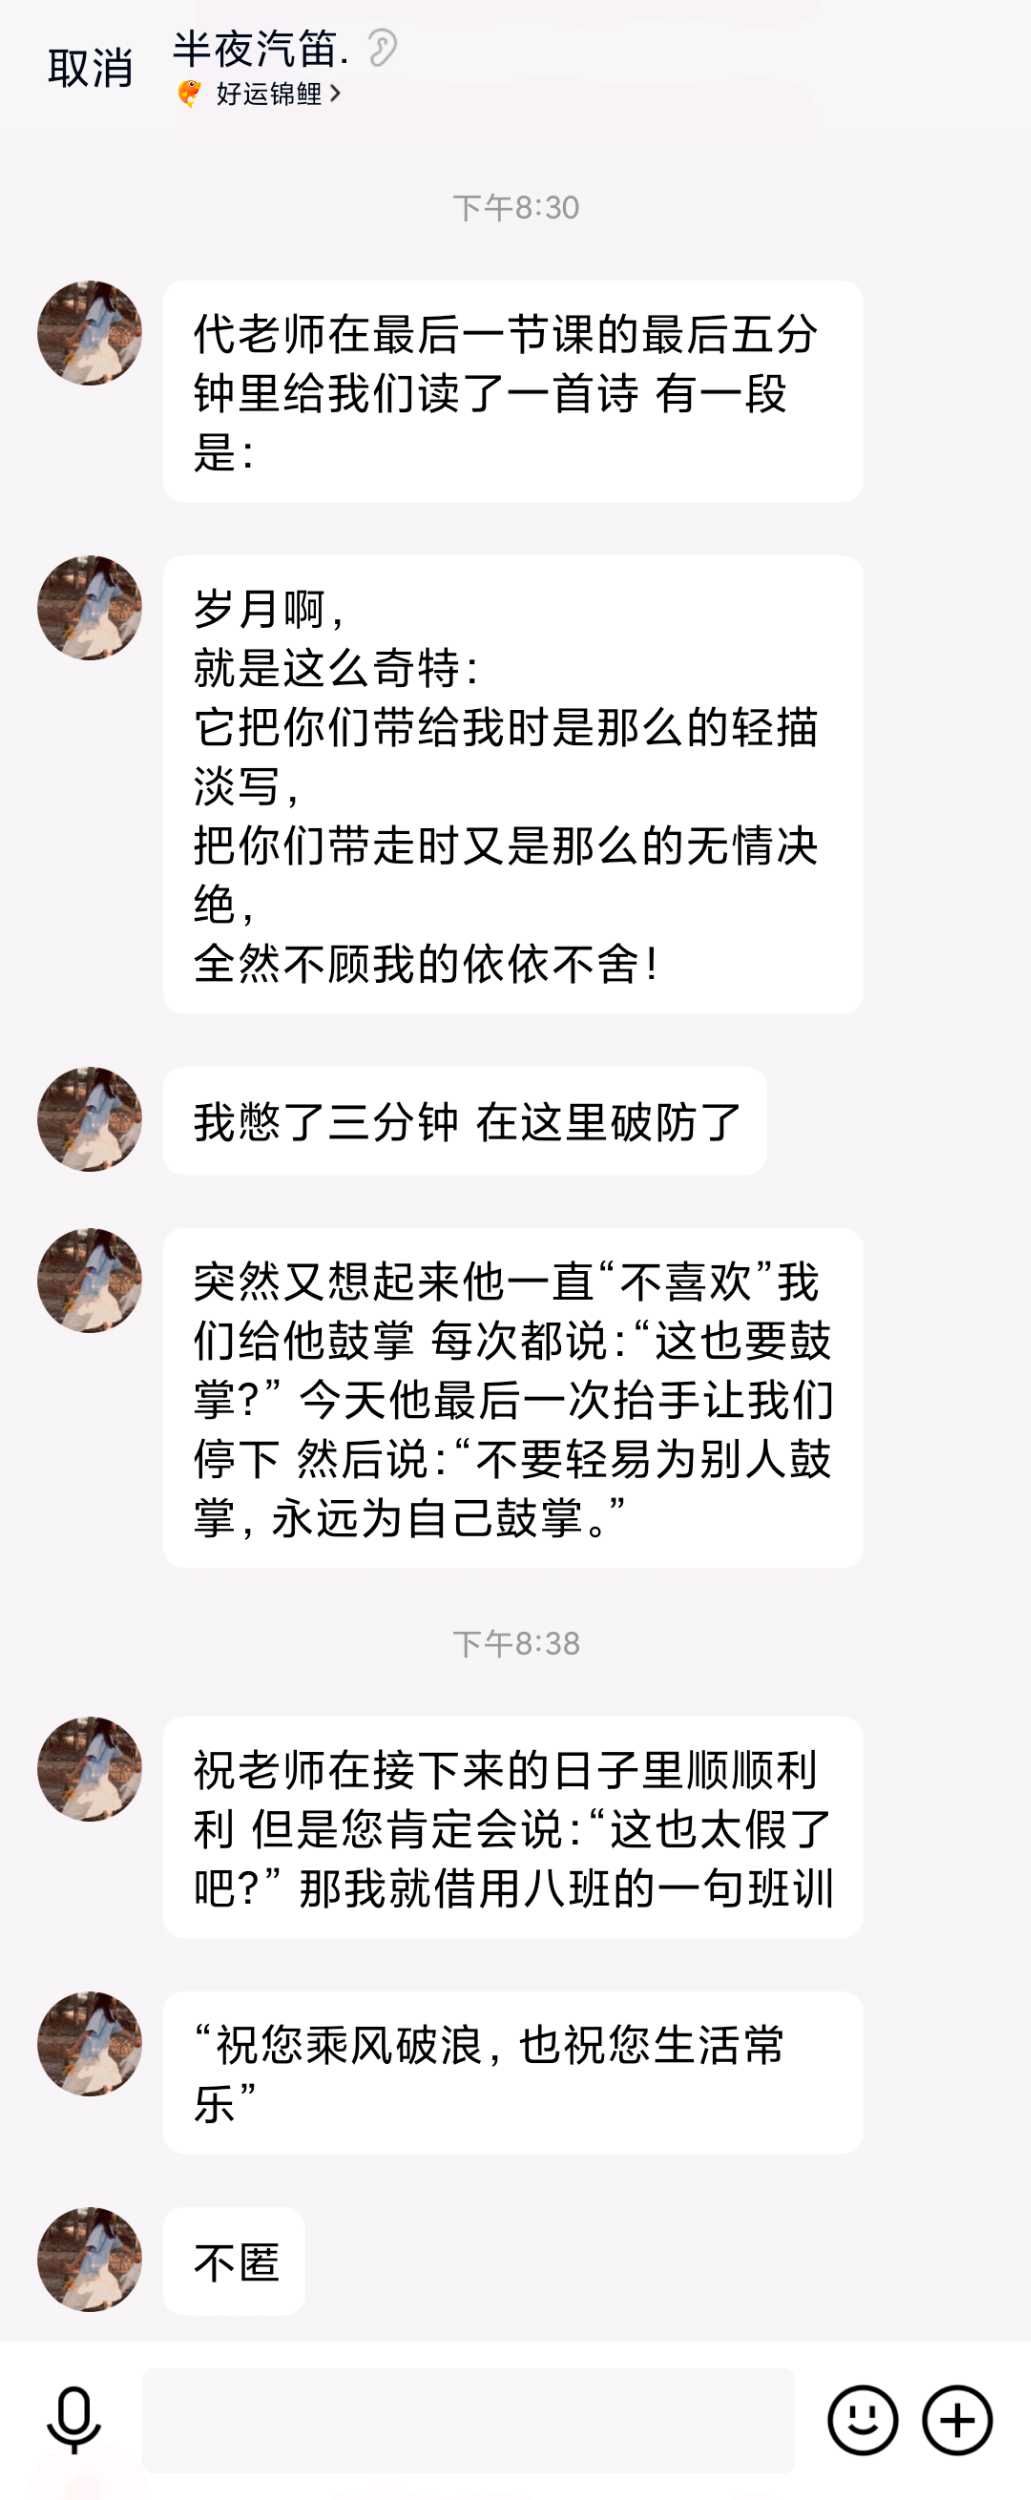 取消
半夜汽笛.
好运锦鲤
下午8:30
代老师在最后一节课的最后五分
钟里给我们读了一首诗 有一段
是：
岁月啊，
就是这么奇特：
它把你们带给我时是那么的轻描
淡写，
把你们带走时又是那么的无情决
绝，
全然不顾我的依依不舍！
我憋了三分钟 在这里破防了
突然又想起来他一直“不喜欢”我
们给他鼓掌 每次都说：“这也要鼓
掌？” 今天他最后一次抬手让我们
停下 然后说：“不要轻易为别人鼓
掌，永远为自己鼓掌。”
下午8:38
祝老师在接下来的日子里顺顺利
利 但是您肯定会说：“这也太假了
吧？” 那我就借用八班的一句班训
“祝您乘风破浪，也祝您生活常
乐”
不匿